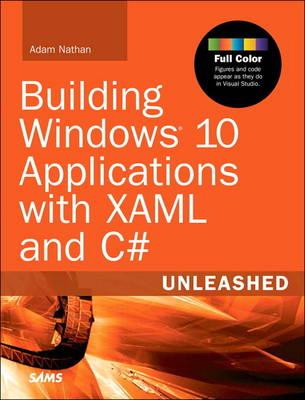 Adam Nathan
Full Color
Figures and code
appear as they do
in Visual Studio.
Building
Windows® 10
Applications
with XAML
and C#
UNLEASHED
SAMS